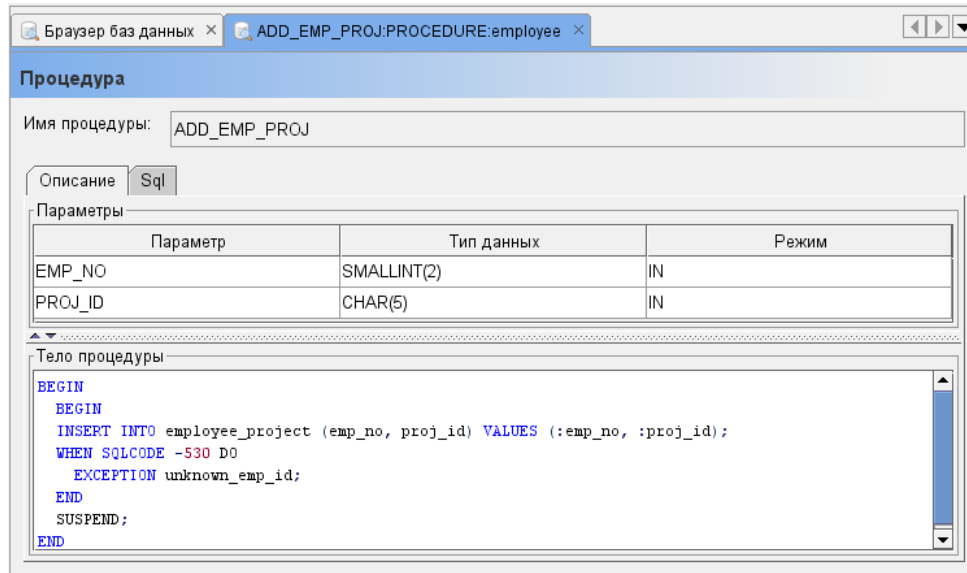 Браузер баз данных × ADD_EMP_PROJ:PROCEDURE:employee ×
Процедура
Имя процедуры: ADD_EMP_PROJ
Описание Sql
Параметры
Параметр Тип данных Режим
EMP_NO SMALLINT(2) IN
PROJ_ID CHAR(5) IN
Тело процедуры
BEGIN
BEGIN
INSERT INTO employee_project (emp_no, proj_id) VALUES (:emp_no, :proj_id);
WHEN SQLCODE -530 DO
EXCEPTION unknown_emp_id;
END
SUSPEND;
END